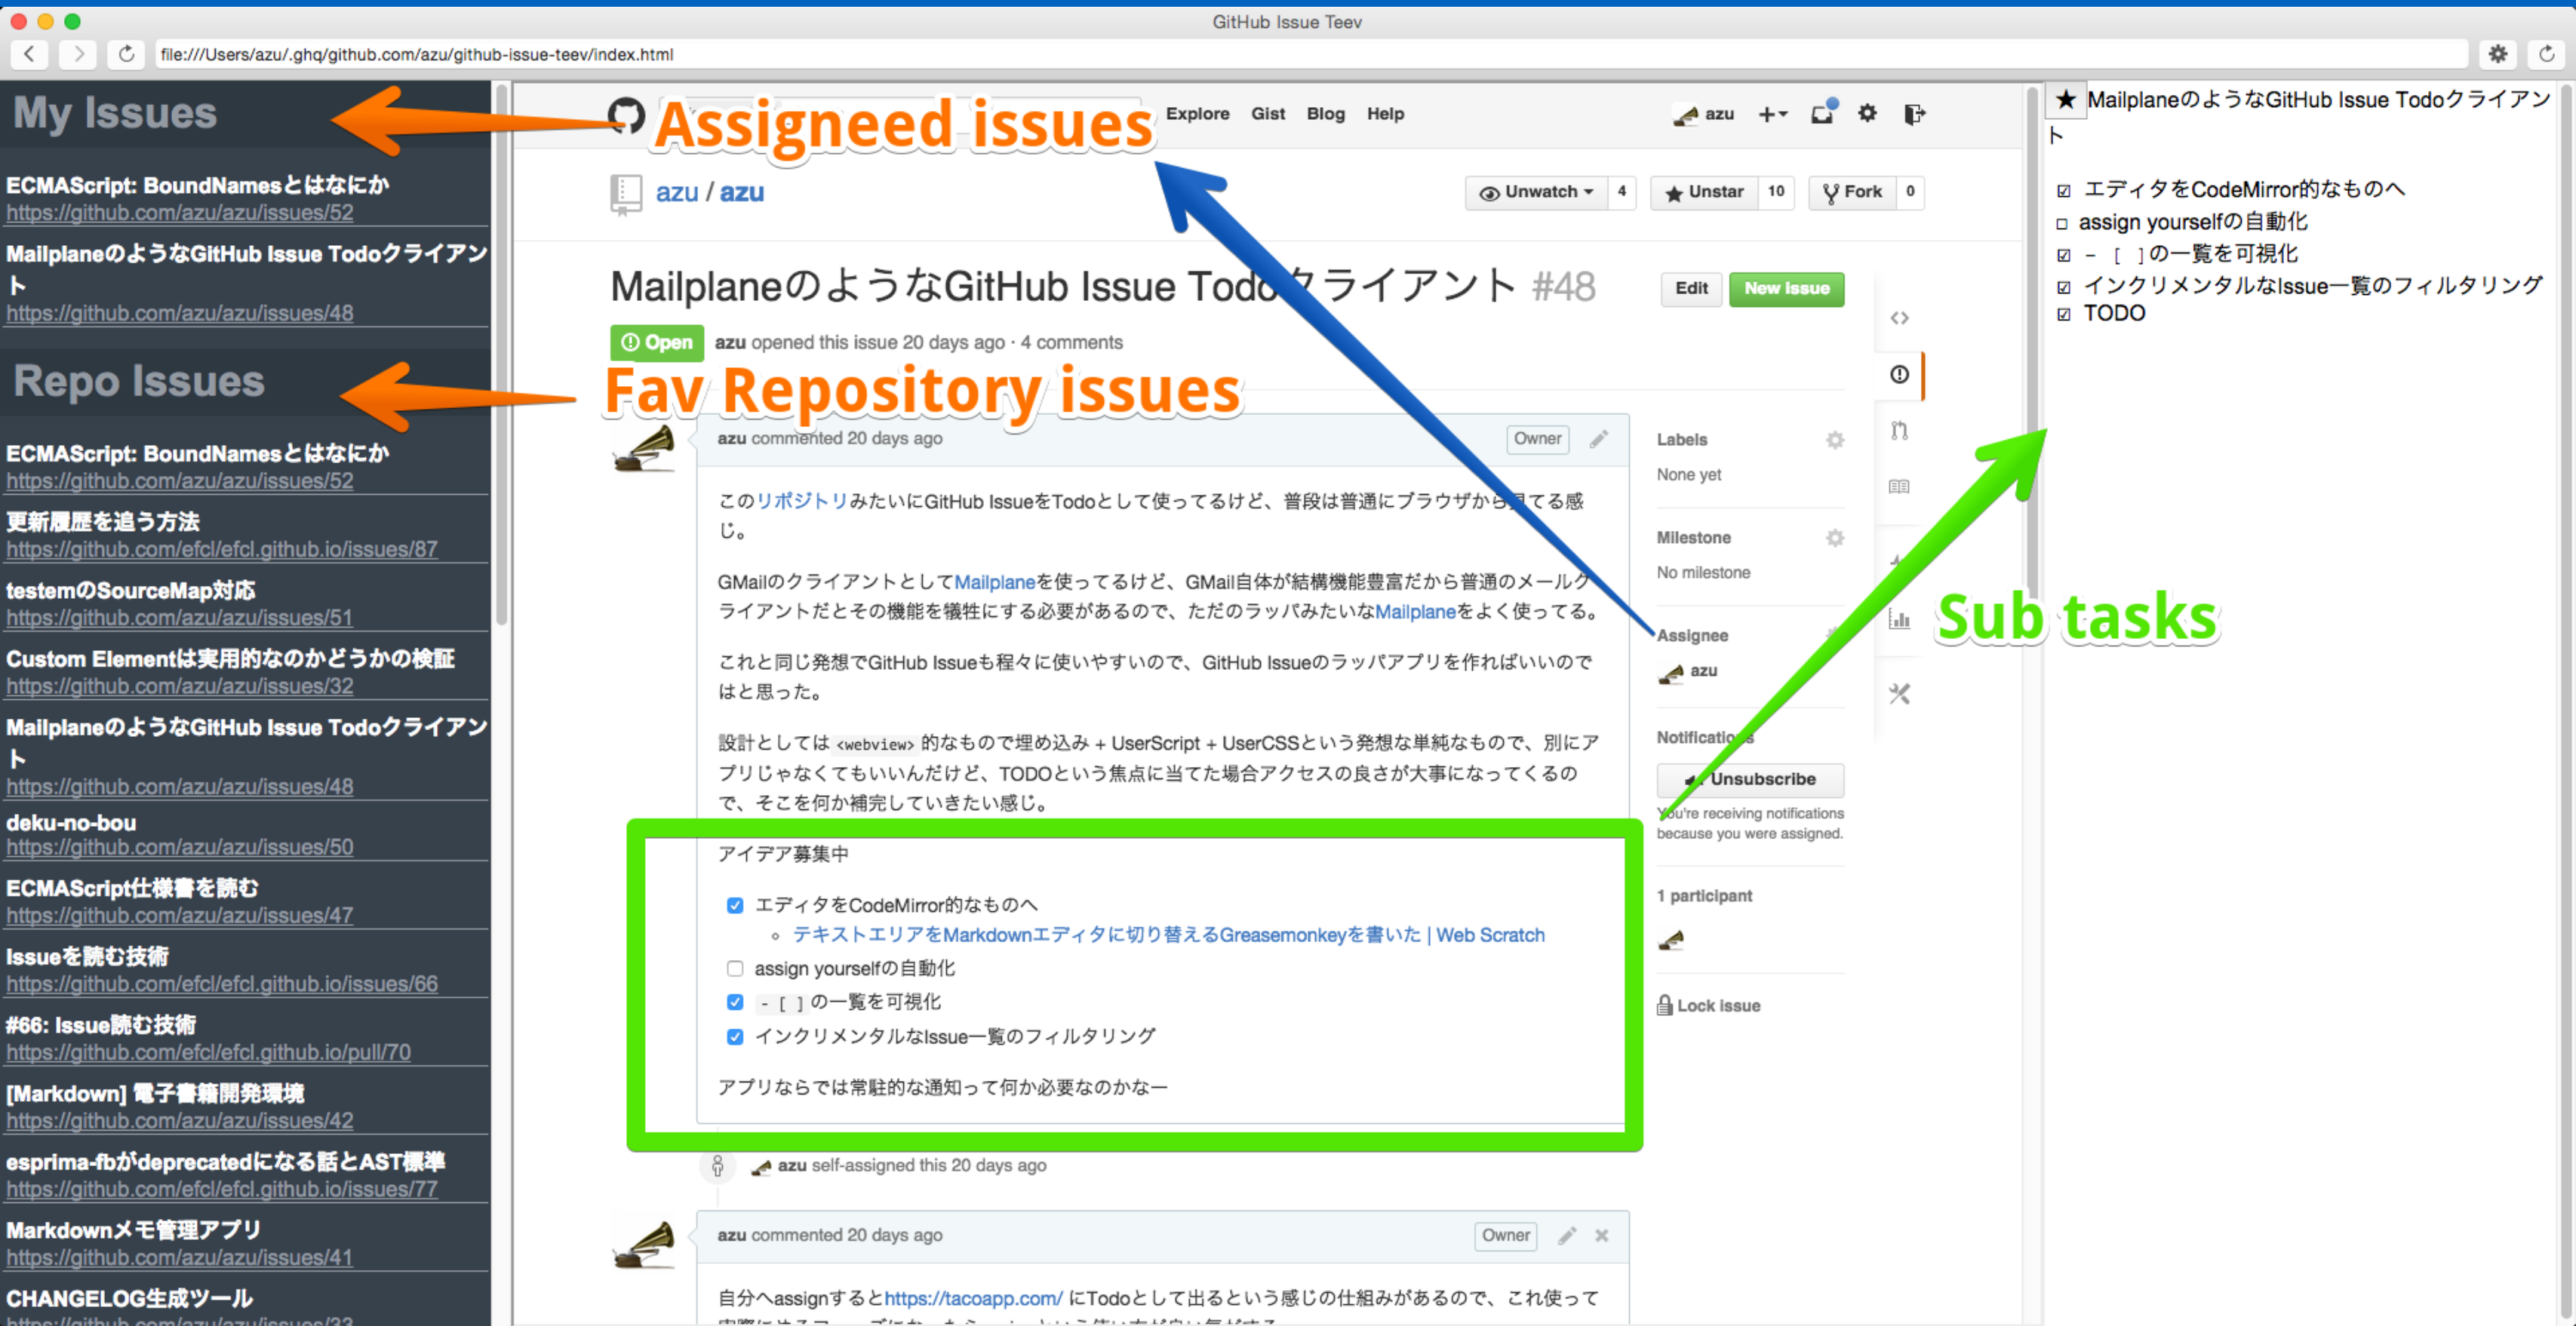 GitHub Issue Teev
file:///Users/azu/.ghq/github.com/azu/github-issue-teev/index.html
My Issues
ECMAScript: BoundNamesとはなにか
https://github.com/azu/azu/issues/52
MailplaneのようなGitHub Issue Todoクライアン
ト
https://github.com/azu/azu/issues/48
Repo Issues
ECMAScript: BoundNamesとはなにか
https://github.com/azu/azu/issues/52
更新履歴を追う方法
https://github.com/efcl/efcl.github.io/issues/87
testemのSourceMap対応
https://github.com/azu/azu/issues/51
Custom Elementは実用的なのかどうかの検証
https://github.com/azu/azu/issues/32
MailplaneのようなGitHub Issue Todoクライアン
ト
https://github.com/azu/azu/issues/48
deku-no-bou
https://github.com/azu/azu/issues/50
ECMAScript仕様書を読む
https://github.com/azu/azu/issues/47
Issueを読む技術
https://github.com/efcl/efcl.github.io/issues/66
#66: Issue読む技術
https://github.com/efcl/efcl.github.io/pull/70
[Markdown] 電子書籍開発環境
https://github.com/azu/azu/issues/42
esprima-fbがdeprecatedになる話とAST標準
https://github.com/efcl/efcl.github.io/issues/77
Markdownメモ管理アプリ
https://github.com/azu/azu/issues/41
CHANGELOG生成ツール
https://github.com/azu/azu/issues/33
Assigneed issues
Explore Gist Blog Help
azu
azu / azu
Unwatch 4 Unstar 10 Fork 0
MailplaneのようなGitHub Issue Todoクライアント #48
Edit New Issue
Open azu opened this issue 20 days ago · 4 comments
Fav Repository issues
azu commented 20 days ago Owner
このリポジトリみたいにGitHub IssueをTodoとして使ってるけど、普段は普通にブラウザから見てる感
じ。
GMailのクライアントとしてMailplaneを使ってるけど、GMail自体が結構機能豊富だから普通のメールク
ライアントだとその機能を犠牲にする必要があるので、ただのラッパみたいなMailplaneをよく使ってる。
これと同じ発想でGitHub Issueも程々に使いやすいので、GitHub Issueのラッパアプリを作ればいいので
はと思った。
設計としては <webview> 的なもので埋め込み + UserScript + UserCSSという発想な単純なもので、別にア
プリじゃなくてもいいんだけど、TODOという焦点に当てた場合アクセスの良さが大事になってくるの
で、そこを何か補完していきたい感じ。
アイデア募集中
エディタをCodeMirror的なものへ
テキストエリアをMarkdownエディタに切り替えるGreasemonkeyを書いた | Web Scratch
assign yourselfの自動化
- [ ] の一覧を可視化
インクリメンタルなIssue一覧のフィルタリング
アプリならでは常駐的な通知って何か必要なのかなー
azu self-assigned this 20 days ago
azu commented 20 days ago Owner
自分へassignするとhttps://tacoapp.com/ にTodoとして出るという感じの仕組みがあるので、これ使って
Labels
None yet
Milestone
No milestone
Assignee
azu
Notifications
Unsubscribe
You're receiving notifications
because you were assigned.
1 participant
Lock issue
Sub tasks
★ MailplaneのようなGitHub Issue Todoクライアン
ト
エディタをCodeMirror的なものへ
assign yourselfの自動化
- [ ]の一覧を可視化
インクリメンタルなIssue一覧のフィルタリング
TODO